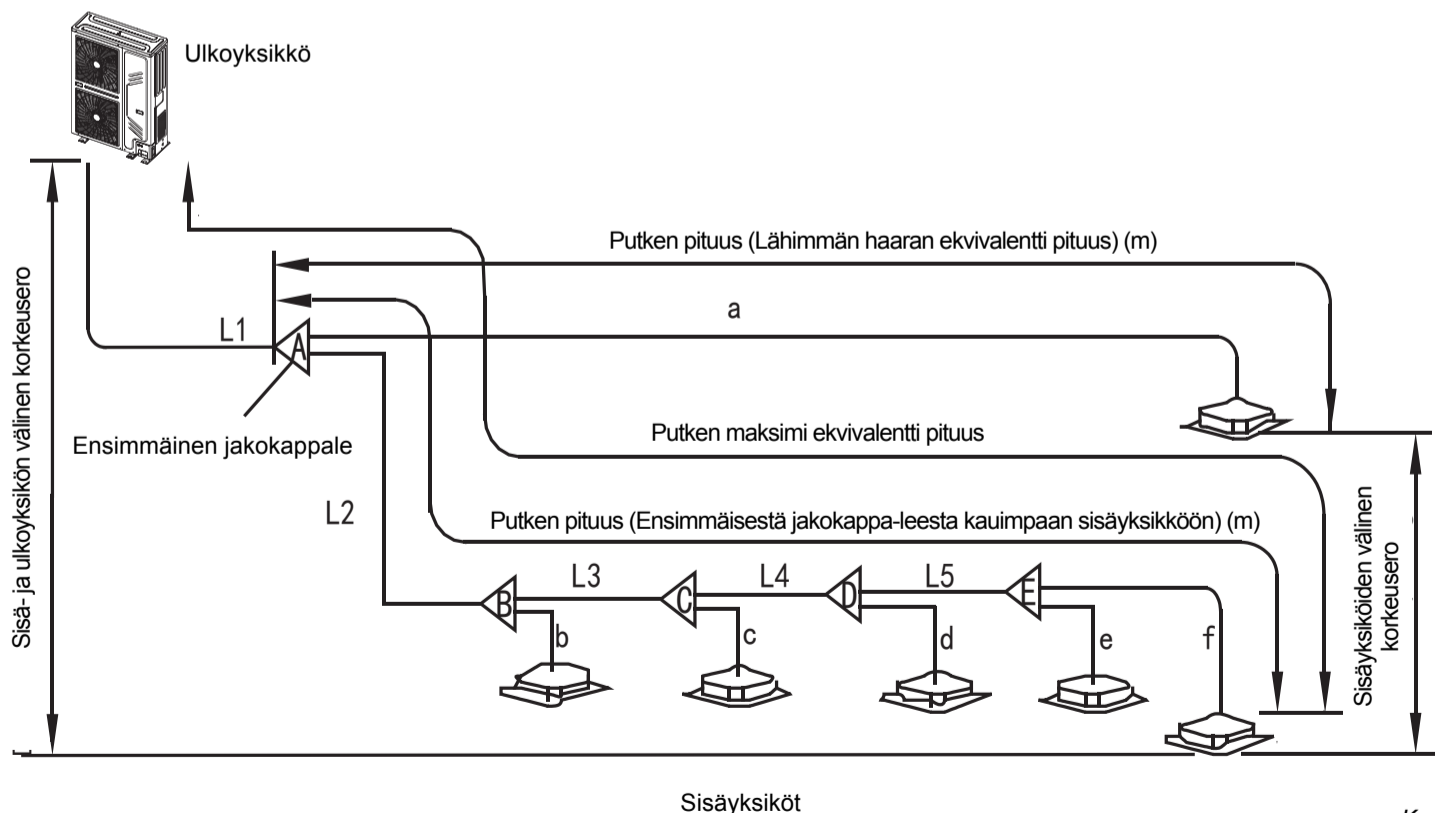 Ulkoyksikkö
Putken pituus (Lähimmän haaran ekvivalentti pituus) (m)
a
L1
A
Ensimmäinen jakokappale
Putken maksimi ekvivalentti pituus
L2
Putken pituus (Ensimmäisestä jakokappa-leesta kauimpaan sisäyksikköön) (m)
L3
L4
L5
B
C
D
E
b
c
d
e
f
Sisä- ja ulkoyksikön välinen korkeusero
Sisäyksiköiden välinen
korkeusero
Sisäyksiköt